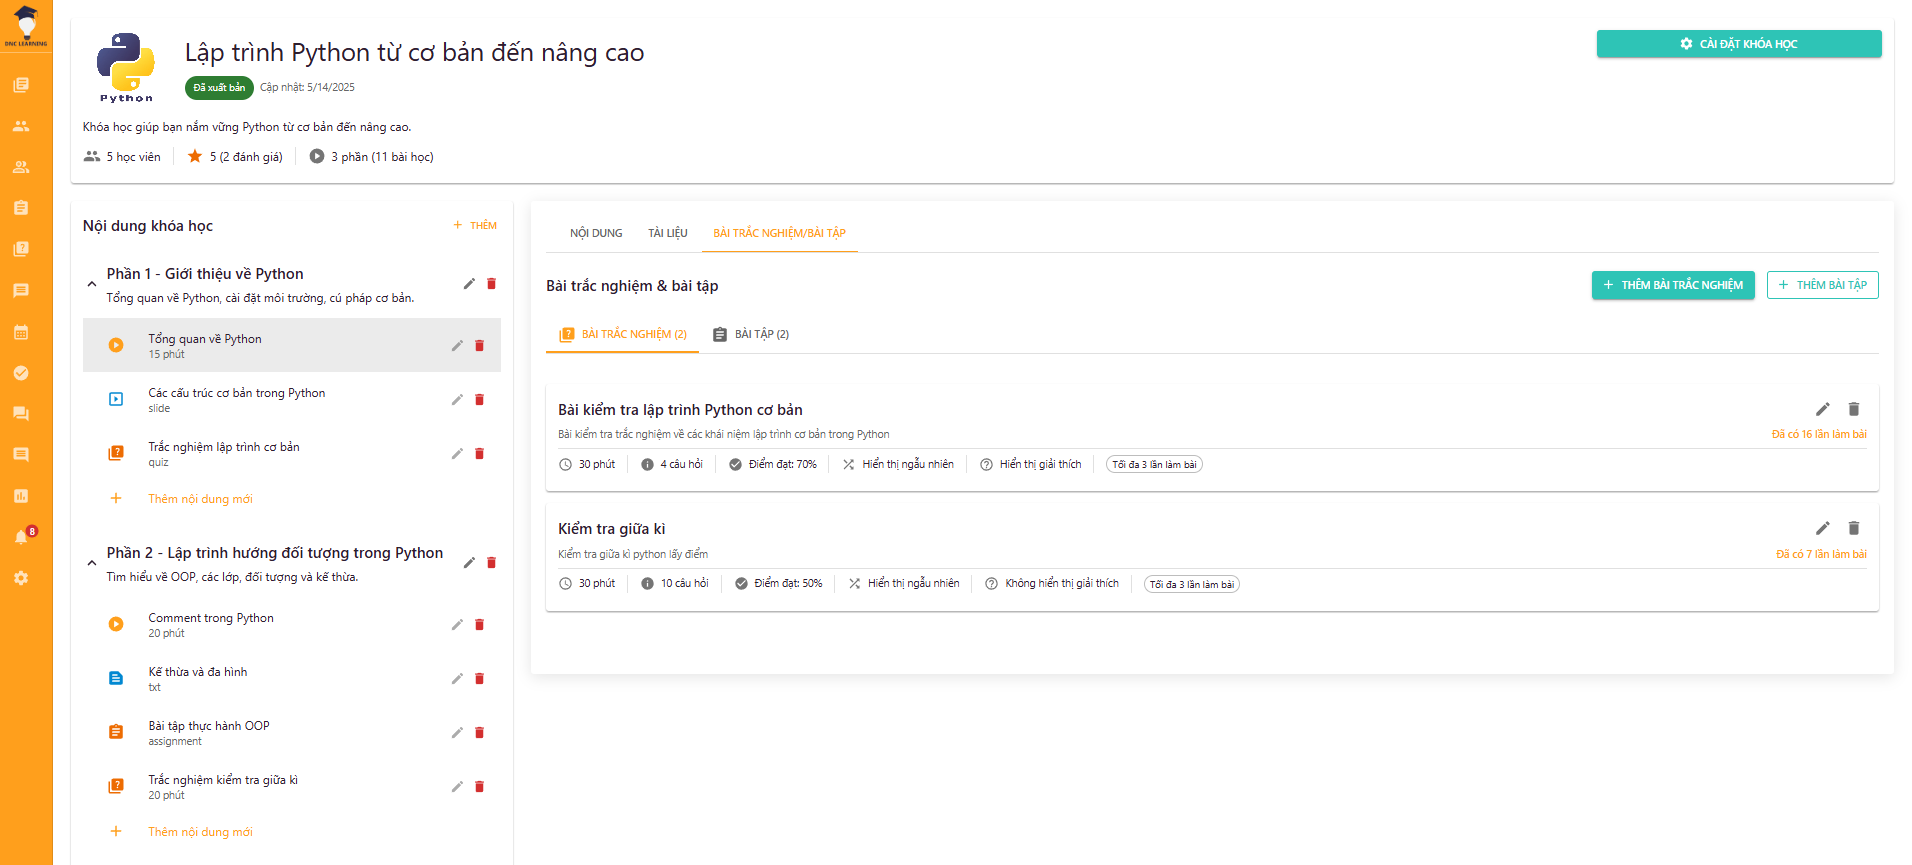 DNC LEARNING
8
Python
Lập trình Python từ cơ bản đến nâng cao
Đã xuất bản
Cập nhật: 5/14/2025
CÀI ĐẶT KHÓA HỌC
Khóa học giúp bạn nắm vững Python từ cơ bản đến nâng cao.
5 học viên
5 (2 đánh giá)
3 phần (11 bài học)
Nội dung khóa học
+ THÊM
Phần 1 - Giới thiệu về Python
Tổng quan về Python, cài đặt môi trường, cú pháp cơ bản.
Tổng quan về Python
15 phút
Các cấu trúc cơ bản trong Python
slide
Trắc nghiệm lập trình cơ bản
quiz
+ Thêm nội dung mới
Phần 2 - Lập trình hướng đối tượng trong Python
Tìm hiểu về OOP, các lớp, đối tượng và kế thừa.
Comment trong Python
20 phút
Kế thừa và đa hình
txt
Bài tập thực hành OOP
assignment
Trắc nghiệm kiểm tra giữa kì
20 phút
+ Thêm nội dung mới
NỘI DUNG
TÀI LIỆU
BÀI TRẮC NGHIỆM/BÀI TẬP
Bài trắc nghiệm & bài tập
+ THÊM BÀI TRẮC NGHIỆM
+ THÊM BÀI TẬP
BÀI TRẮC NGHIỆM (2)
BÀI TẬP (2)
Bài kiểm tra lập trình Python cơ bản
Bài kiểm tra trắc nghiệm về các khái niệm lập trình cơ bản trong Python
Đã có 16 lần làm bài
30 phút
4 câu hỏi
Điểm đạt: 70%
Hiển thị ngẫu nhiên
Hiển thị giải thích
Tối đa 3 lần làm bài
Kiểm tra giữa kì
Kiểm tra giữa kì python lấy điểm
Đã có 7 lần làm bài
30 phút
10 câu hỏi
Điểm đạt: 50%
Hiển thị ngẫu nhiên
Không hiển thị giải thích
Tối đa 3 lần làm bài